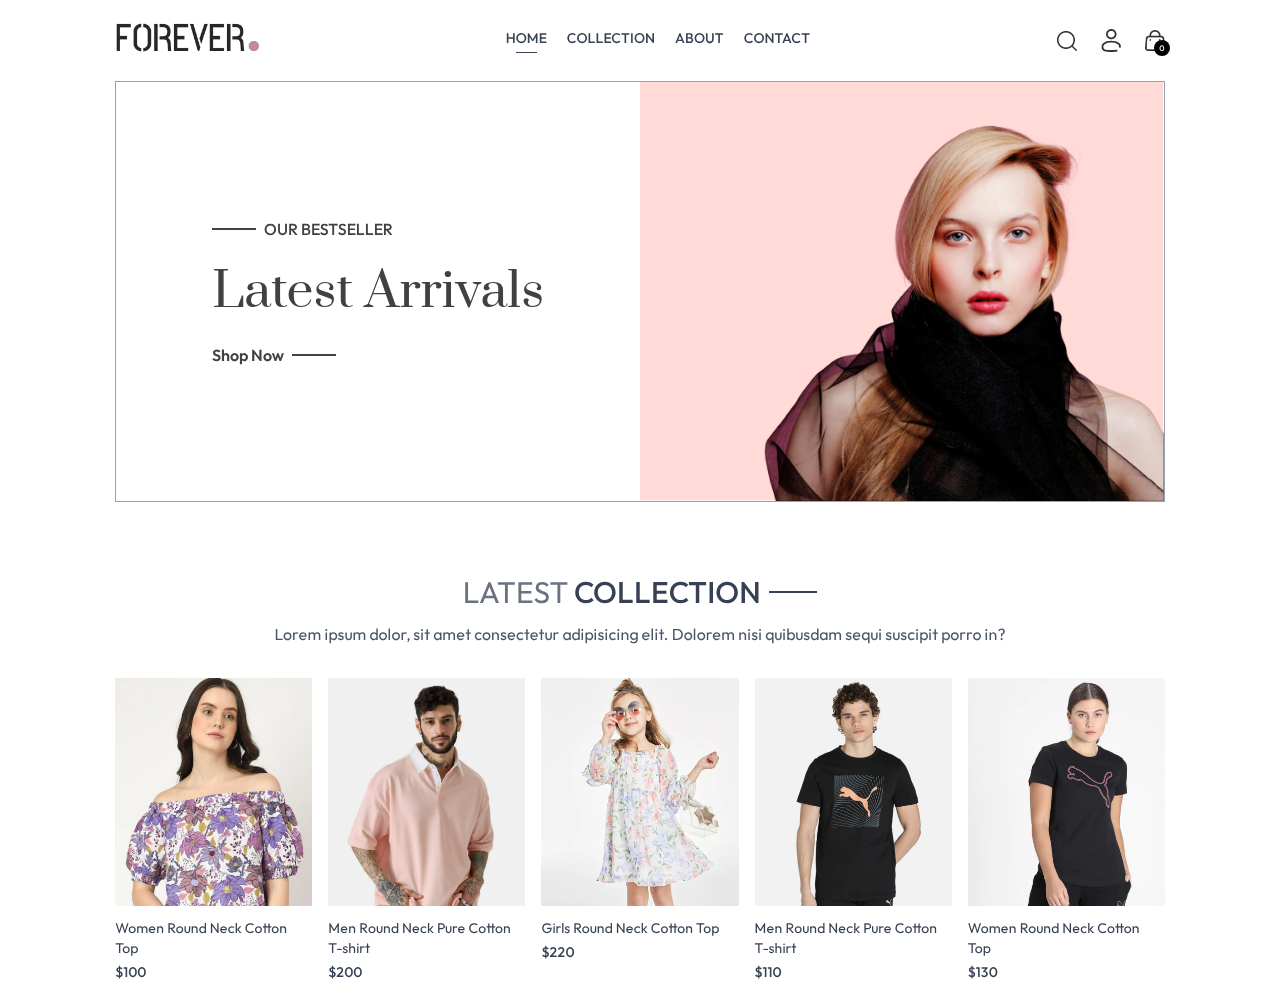 FOREVER.
HOME COLLECTION ABOUT CONTACT
0
OUR BESTSELLER
Latest Arrivals
Shop Now
LATEST COLLECTION
Lorem ipsum dolor, sit amet consectetur adipisicing elit. Dolorem nisi quibusdam sequi suscipit porro in?
Women Round Neck Cotton
Top
$100
Men Round Neck Pure Cotton
T-shirt
$200
Girls Round Neck Cotton Top
$220
Men Round Neck Pure Cotton
T-shirt
$110
Women Round Neck Cotton
Top
$130